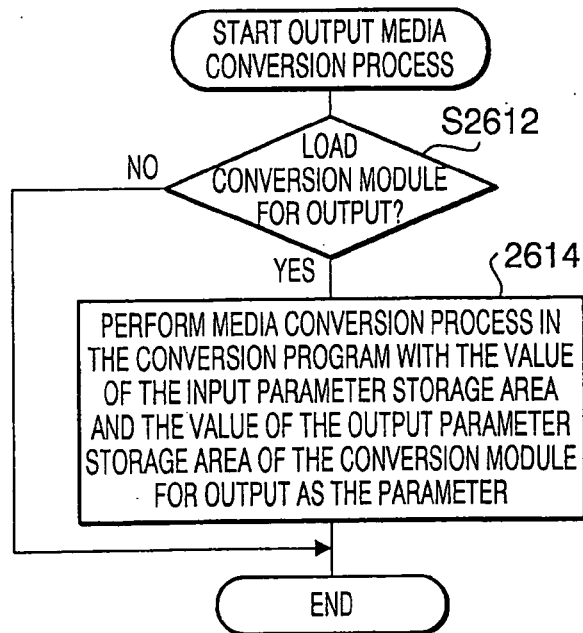 START OUTPUT MEDIA
CONVERSION PROCESS
S2612
LOAD
CONVERSION MODULE
FOR OUTPUT?
NO
YES
2614
PERFORM MEDIA CONVERSION PROCESS IN
THE CONVERSION PROGRAM WITH THE VALUE
OF THE INPUT PARAMETER STORAGE AREA
AND THE VALUE OF THE OUTPUT PARAMETER
STORAGE AREA OF THE CONVERSION MODULE
FOR OUTPUT AS THE PARAMETER
END